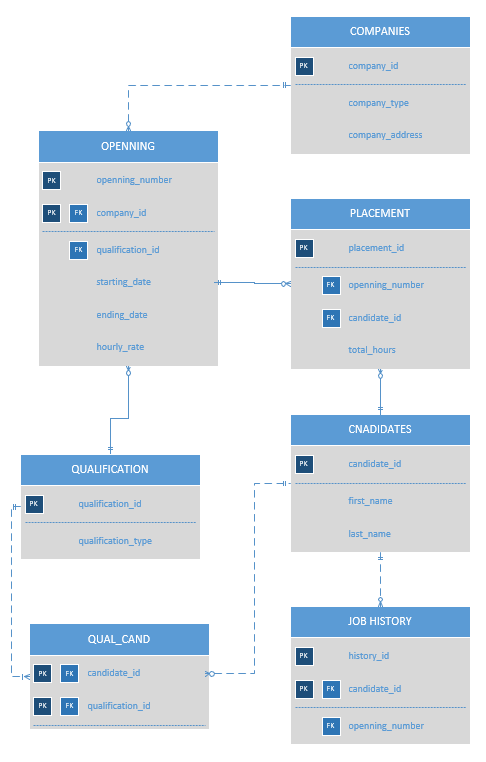 COMPANIES
PK company_id
company_type
company_address
OPENNING
PK openning_number
PK FK company_id
FK qualification_id
starting_date
ending_date
hourly_rate
PLACEMENT
PK placement_id
FK openning_number
FK candidate_id
total_hours
CNADIDATES
PK candidate_id
first_name
last_name
QUALIFICATION
PK qualification_id
qualification_type
QUAL_CAND
PK FK candidate_id
PK FK qualification_id
JOB HISTORY
PK history_id
PK FK candidate_id
FK openning_number